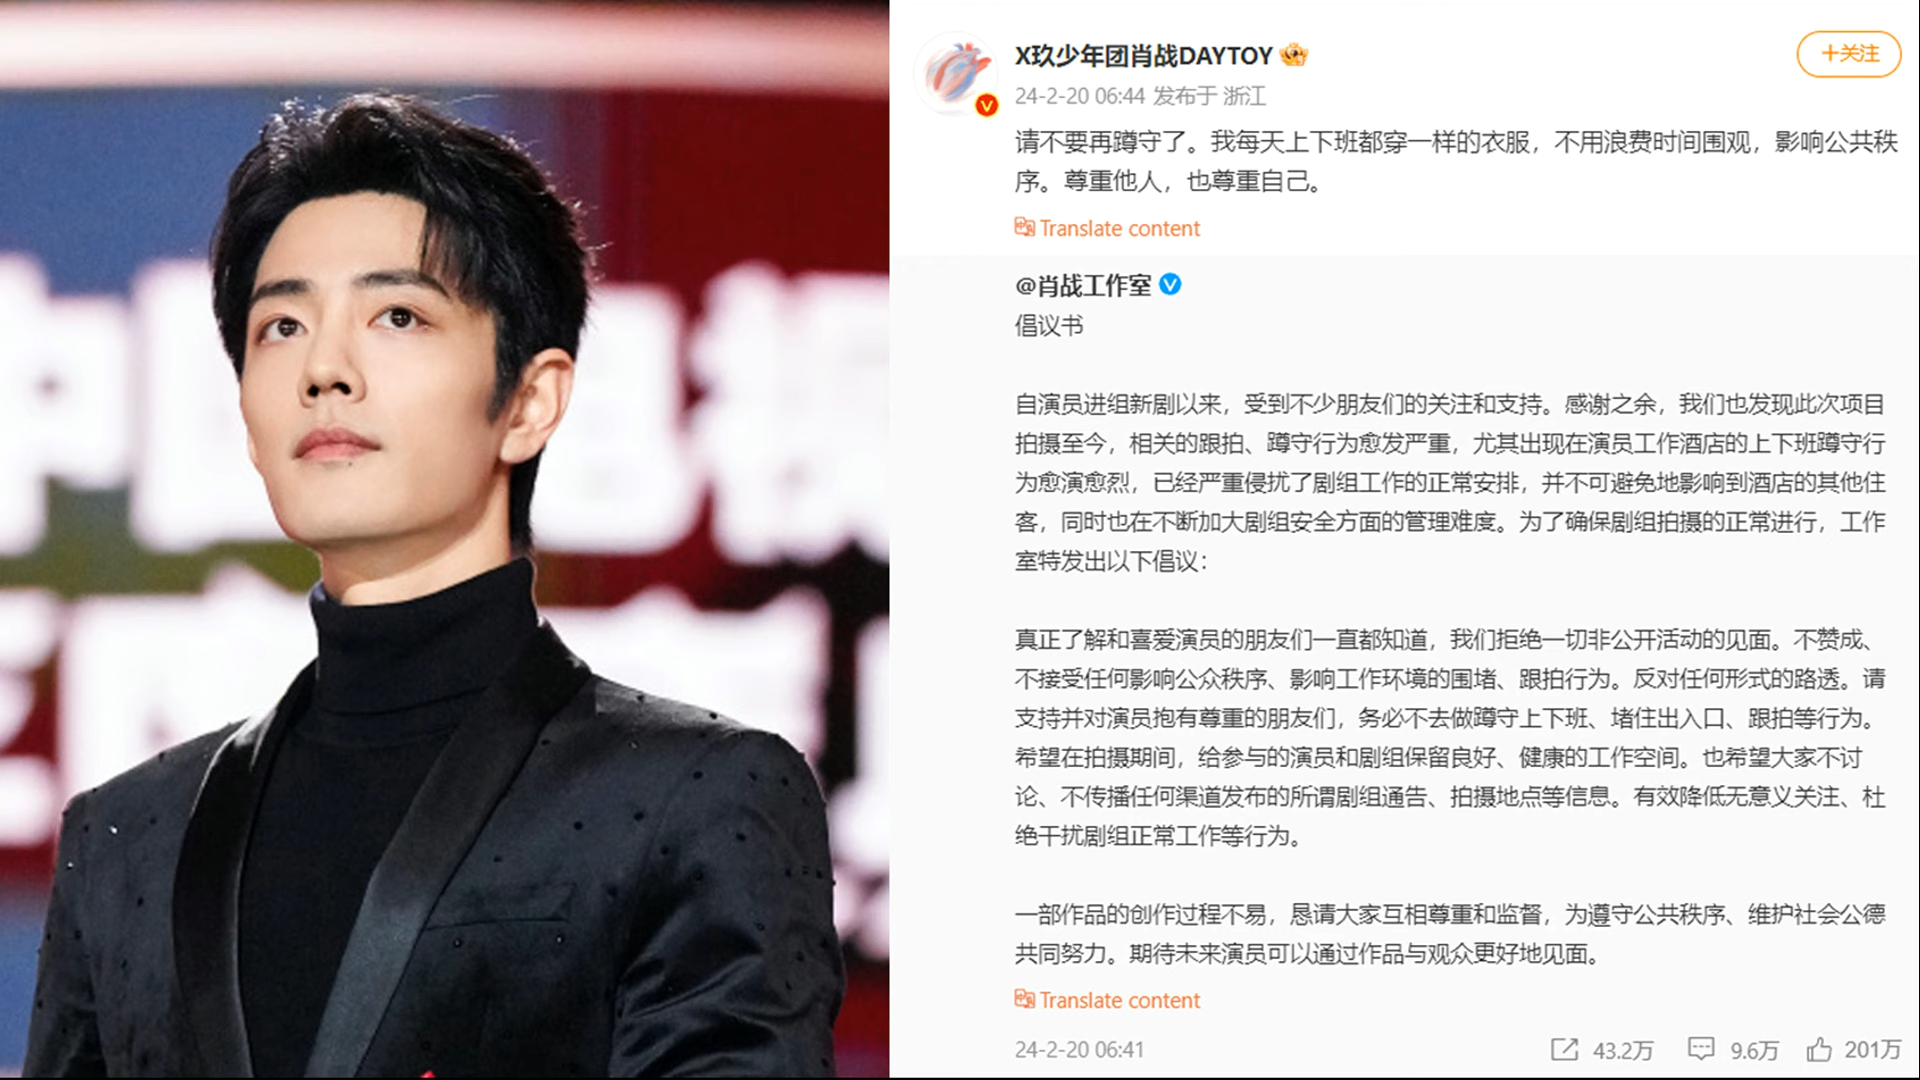 X玖少年团肖战DAYTOY
+关注
24-2-20 06:44 发布于 浙江
请不要再蹲守了。我每天上下班都穿一样的衣服，不用浪费时间围观，影响公共秩
序。尊重他人，也尊重自己。
Translate content
@肖战工作室
倡议书
自演员进组新剧以来，受到不少朋友们的关注和支持。感谢之余，我们也发现此次项目
拍摄至今，相关的跟拍、蹲守行为愈发严重，尤其出现在演员工作酒店的上下班蹲守行
为愈演愈烈，已经严重侵扰了剧组工作的正常安排，并不可避免地影响到酒店的其他住
客，同时也在不断加大剧组安全方面的管理难度。为了确保剧组拍摄的正常进行，工作
室特发出以下倡议：
真正了解和喜爱演员的朋友们一直都知道，我们拒绝一切非公开活动的见面。不赞成、
不接受任何影响公众秩序、影响工作环境的围堵、跟拍行为。反对任何形式的路透。请
支持并对演员抱有尊重的朋友们，务必不去做蹲守上下班、堵住出入口、跟拍等行为。
希望在拍摄期间，给参与的演员和剧组保留良好、健康的工作空间。也希望大家不讨
论、不传播任何渠道发布的所谓剧组通告、拍摄地点等信息。有效降低无意义关注、杜
绝干扰剧组正常工作等行为。
一部作品的创作过程不易，恳请大家互相尊重和监督，为遵守公共秩序、维护社会公德
共同努力。期待未来演员可以通过作品与观众更好地见面。
Translate content
24-2-20 06:41
43.2万
9.6万
201万